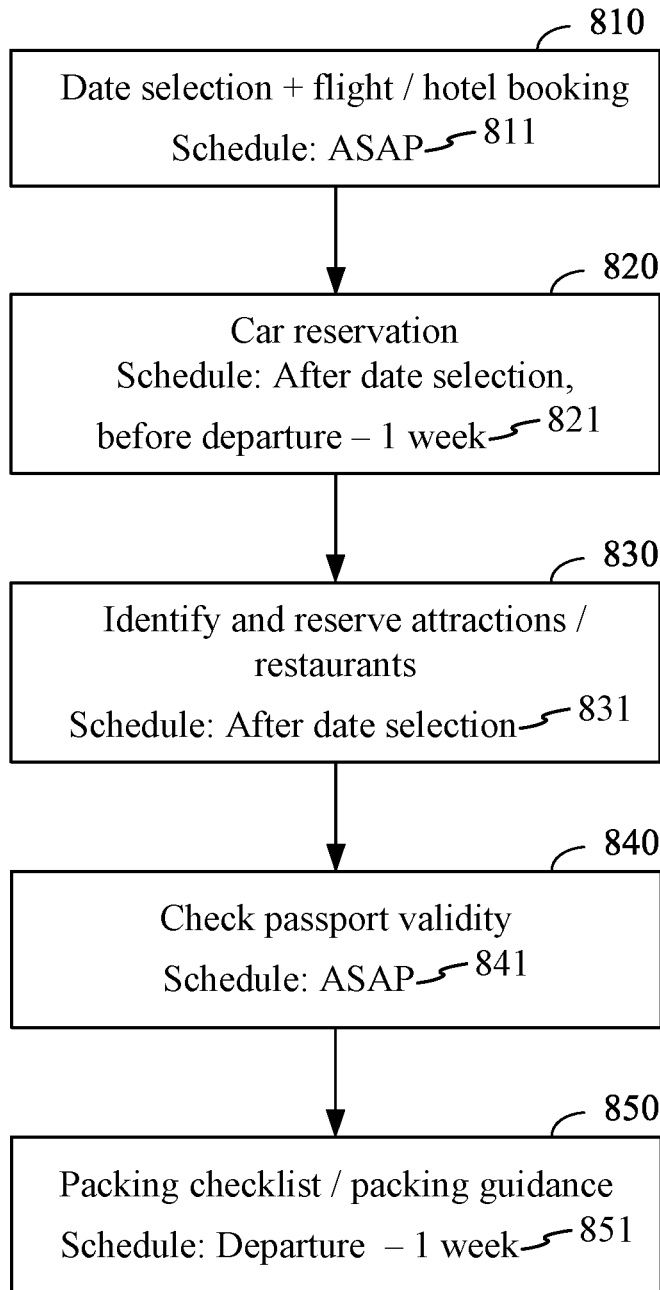 810
Date selection + flight / hotel booking
Schedule: ASAP 811
820
Car reservation
Schedule: After date selection,
before departure – 1 week 821
830
Identify and reserve attractions /
restaurants
Schedule: After date selection 831
840
Check passport validity
Schedule: ASAP 841
850
Packing checklist / packing guidance
Schedule: Departure – 1 week 851